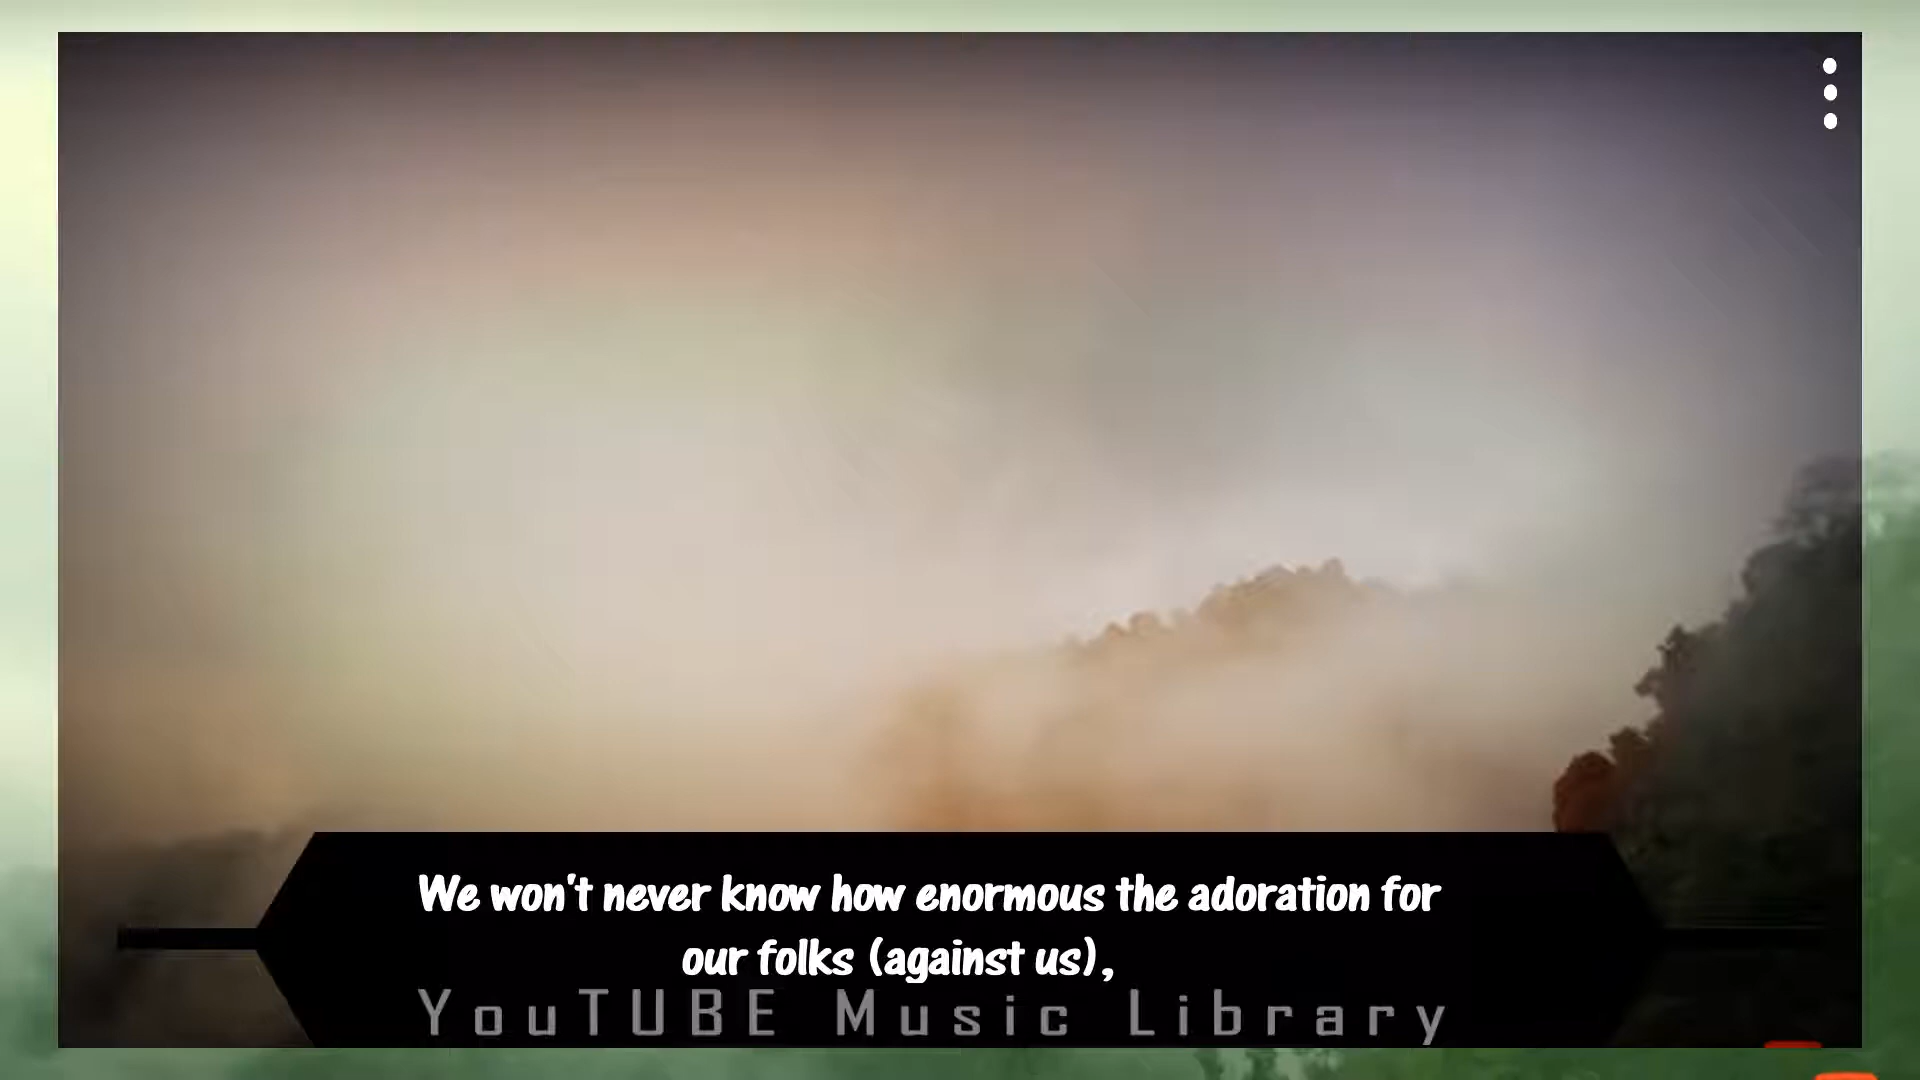 We won't never know how enormous the adoration for
our folks (against us),
YouTUBE Music Library